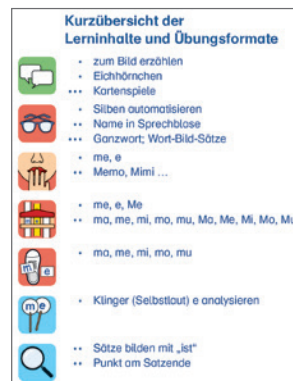 Kurzübersicht der
Lerninhalte und Übungsformate
• zum Bild erzählen
• Eichhörnchen
••• Kartenspiele
• Silben automatisieren
•• Name in Sprechblase
••• Ganzwort; Wort-Bild-Sätze
• me, e
•• Memo, Mimi ...
• me, e, Me
•• ma, me, mi, mo, mu, Ma, Me, Mi, Mo, Mu
m e
• ma, me, mi, mo, mu
m e
• Klinger (Selbstlaut) e analysieren
•• Sätze bilden mit „ist“
•• Punkt am Satzende